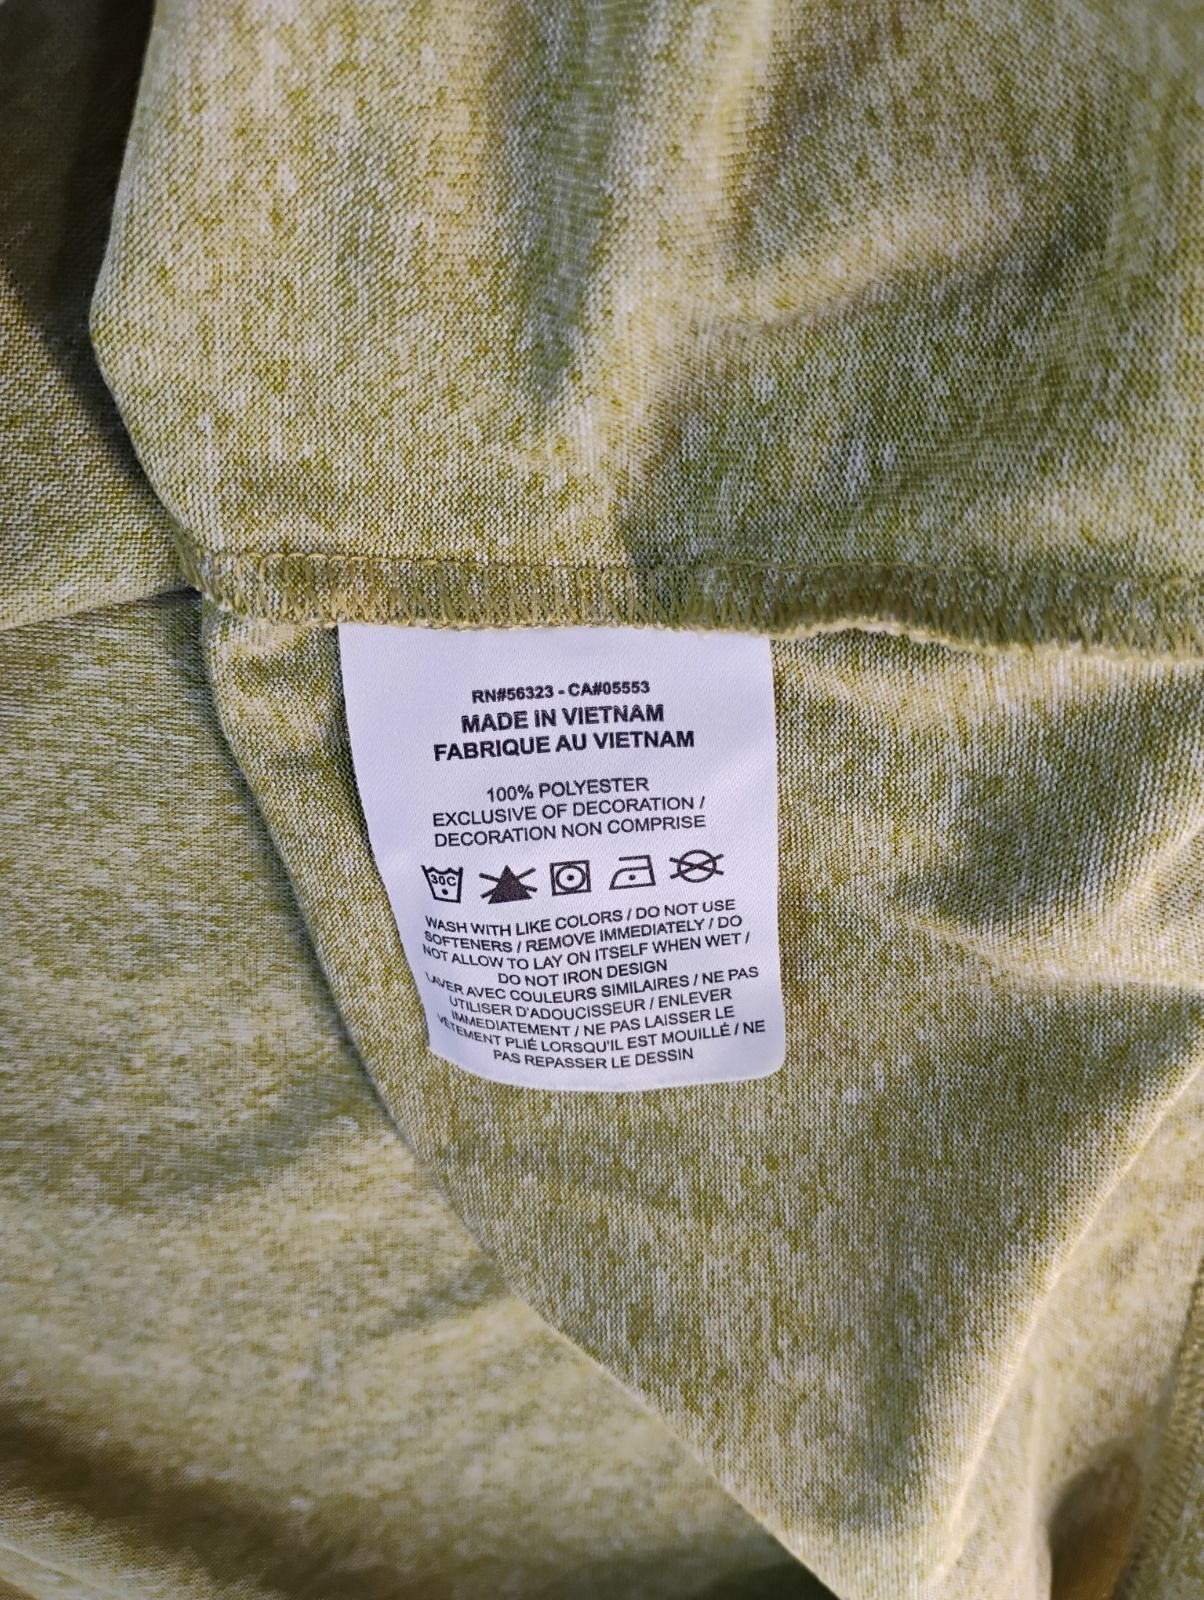 RN#56323 - CA#05553
MADE IN VIETNAM
FABRIQUE AU VIETNAM
100% POLYESTER
EXCLUSIVE OF DECORATION /
DECORATION NON COMPRISE
30C
WASH WITH LIKE COLORS / DO NOT USE
SOFTENERS / REMOVE IMMEDIATELY / DO
NOT ALLOW TO LAY ON ITSELF WHEN WET /
DO NOT IRON DESIGN
LAVER AVEC COULEURS SIMILAIRES / NE PAS
UTILISER D'ADOUCISSEUR / ENLEVER
IMMEDIATEMENT / NE PAS LAISSER LE
VÊTEMENT PLIÉ LORSQU'IL EST MOUILLÉ / NE
PAS REPASSER LE DESSIN